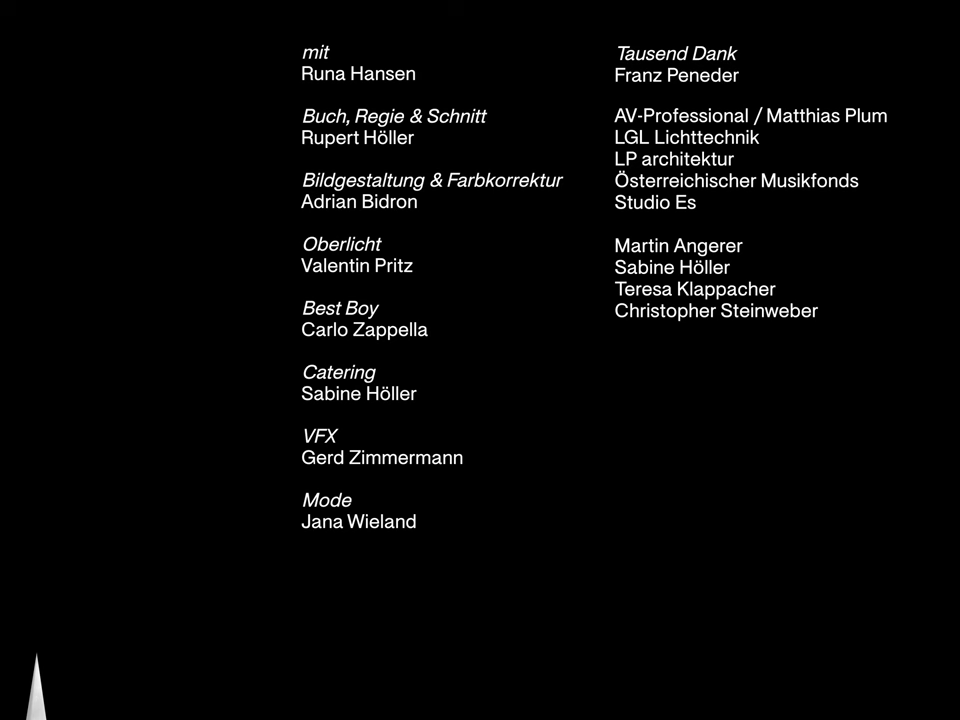 mit
Runa Hansen
Buch, Regie & Schnitt
Rupert Höller
Bildgestaltung & Farbkorrektur
Adrian Bidron
Oberlicht
Valentin Pritz
Best Boy
Carlo Zappella
Catering
Sabine Höller
VFX
Gerd Zimmermann
Mode
Jana Wieland
Tausend Dank
Franz Peneder
AV-Professional / Matthias Plum
LGL Lichttechnik
LP architektur
Österreichischer Musikfonds
Studio Es
Martin Angerer
Sabine Höller
Teresa Klappacher
Christopher Steinweber